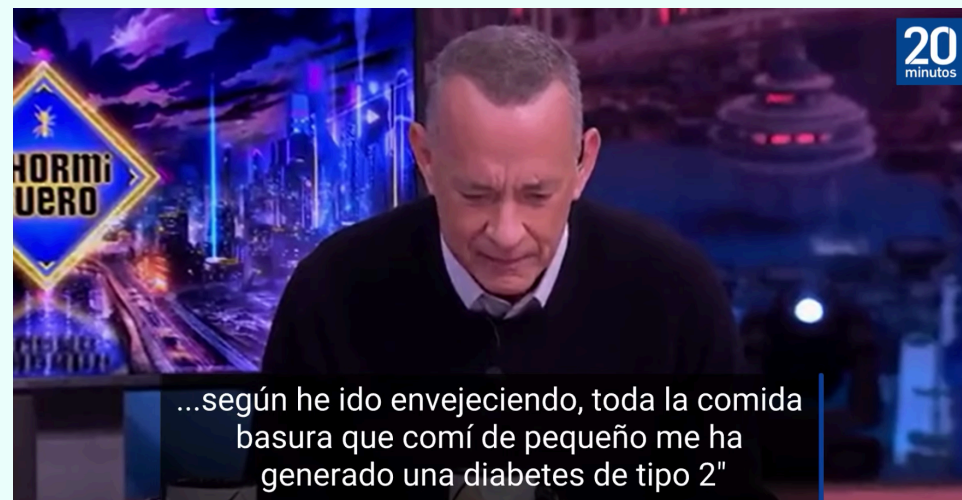 20
minutos
HORMi
UERO
...según he ido envejeciendo, toda la comida
basura que comí de pequeño me ha
generado una diabetes de tipo 2"